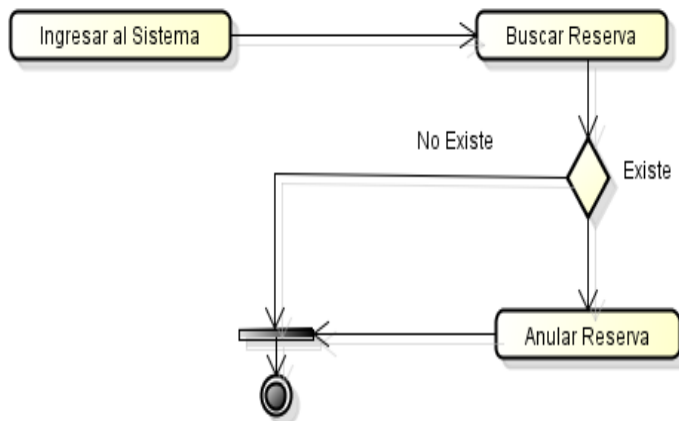 Ingresar al Sistema
Buscar Reserva
No Existe
Existe
Anular Reserva